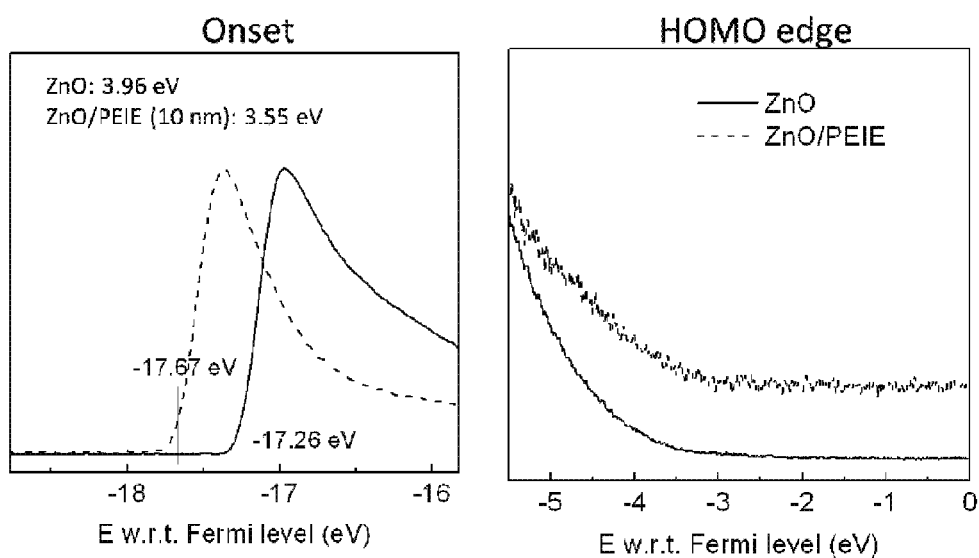 Onset
ZnO: 3.96 eV
ZnO/PEIE (10 nm): 3.55 eV
-17.67 eV
-17.26 eV
-18 -17 -16
E w.r.t. Fermi level (eV)
HOMO edge
ZnO
ZnO/PEIE
-5 -4 -3 -2 -1 0
E w.r.t. Fermi level (eV)